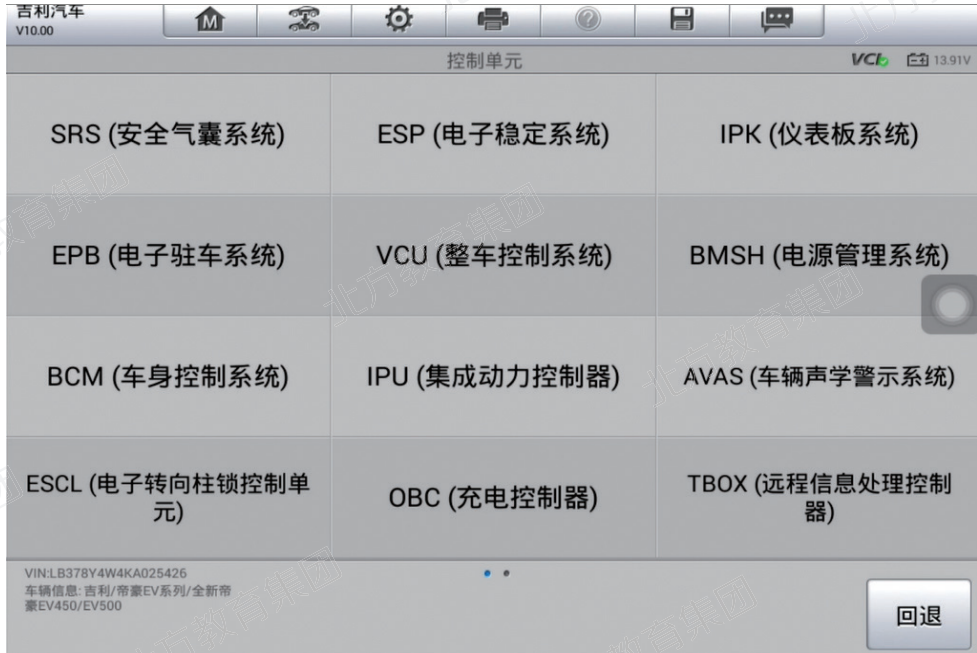 吉利汽车
V10.00
控制单元
VCI
13.91V
SRS (安全气囊系统)
ESP (电子稳定系统)
IPK (仪表板系统)
EPB (电子驻车系统)
VCU (整车控制系统)
BMSH (电源管理系统)
BCM (车身控制系统)
IPU (集成动力控制器)
AVAS (车辆声学警示系统)
ESCL (电子转向柱锁控制单
元)
OBC (充电控制器)
TBOX (远程信息处理控制
器)
VIN:LB378Y4W4KA025426
车辆信息: 吉利/帝豪EV系列/全新帝
豪EV450/EV500
回退
北方教育集团